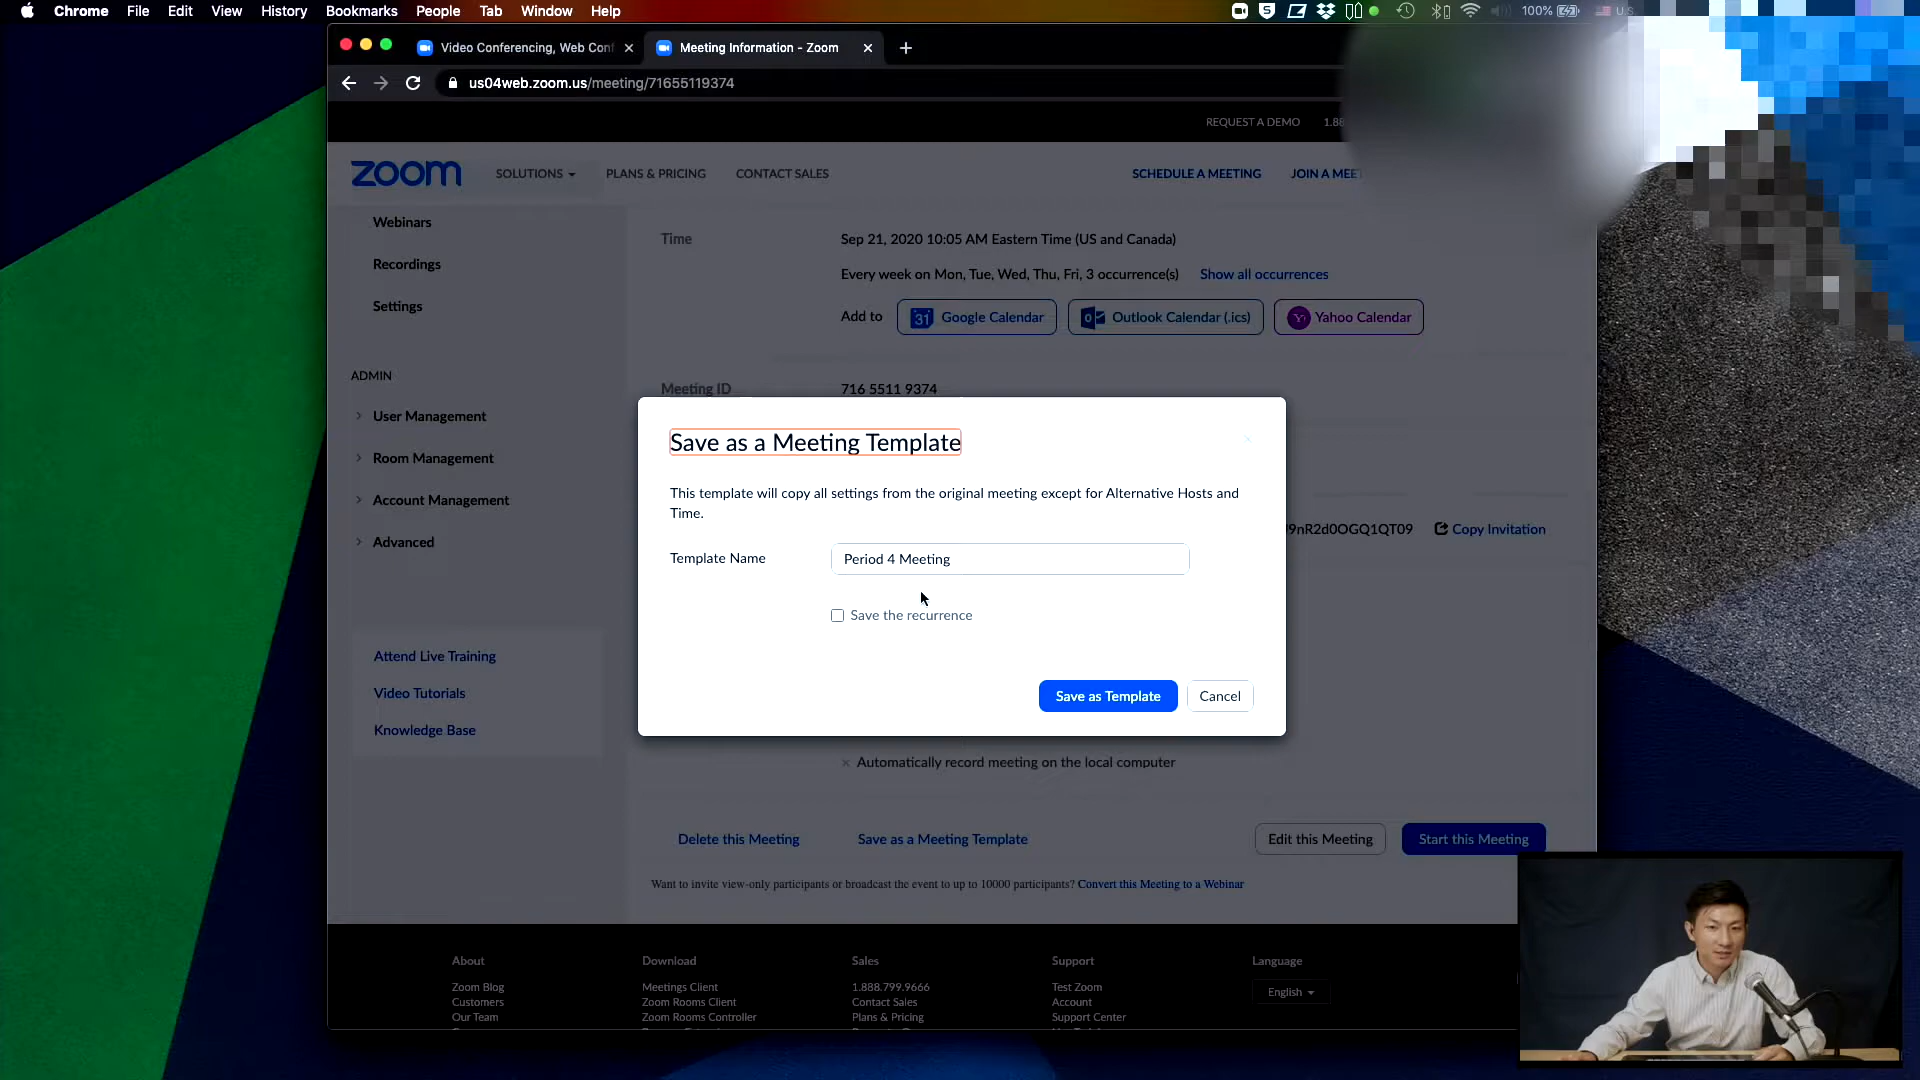 Chrome File Edit View History Bookmarks People Tab Window Help
100%
Meeting Information - Zoom
us04web.zoom.us/meeting/71655119374
REQUEST A DEMO
zoom SOLUTIONS PLANS & PRICING CONTACT SALES SCHEDULE A MEETING
Webinars
Recordings
Settings
ADMIN
User Management
Room Management
Account Management
Advanced
Attend Live Training
Video Tutorials
Knowledge Base
Time Sep 21, 2020 10:05 AM Eastern Time (US and Canada)
Every week on Mon, Tue, Wed, Thu, Fri, 3 occurrence(s) Show all occurrences
Add to 31 Google Calendar Outlook Calendar (.ics) Yahoo Calendar
Meeting ID 716 5511 9374
Copy Invitation
Save as a Meeting Template
This template will copy all settings from the original meeting except for Alternative Hosts and
Time.
Template Name Period 4 Meeting
Save the recurrence
Save as Template Cancel
Automatically record meeting on the local computer
Delete this Meeting Save as a Meeting Template Edit this Meeting Start this Meeting
Want to invite view-only participants or broadcast the event to up to 10000 participants? Convert this Meeting to a Webinar
About Download Sales Support Language
Zoom Blog Meetings Client 1.888.799.9666 Test Zoom English
Customers Zoom Rooms Client Contact Sales Account
Our Team Zoom Rooms Controller Plans & Pricing Support Center